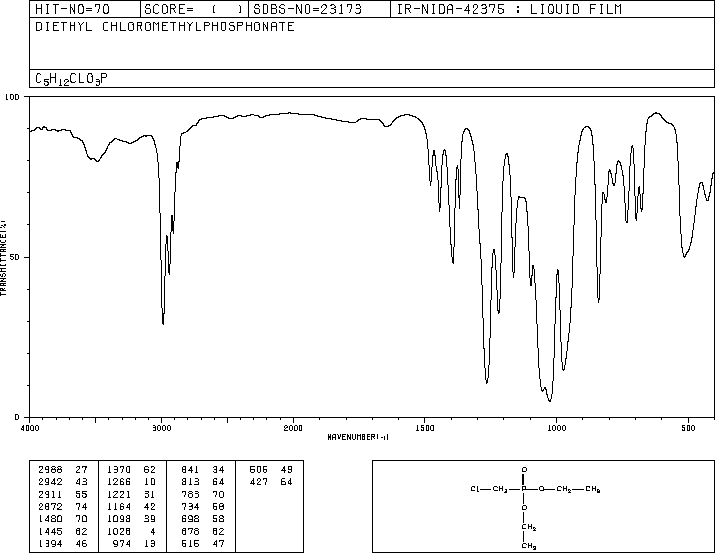 HIT-NO=70 SCORE= ( ) SDBS-NO=23173 IR-NIDA-42375 : LIQUID FILM
DIETHYL CHLOROMETHYLPHOSPHONATE
C5H12CLO3P
100
TRANSMITTANCE(%)
50
0
4000 3000 2000 1500 1000 500
WAVENUMBER(-1)
2988 27 1370 62 841 34 506 49
2942 43 1266 10 813 64 427 64
2911 55 1221 31 783 70
2872 74 1164 42 734 58
1480 70 1098 39 698 58
1445 62 1028 4 678 62
1394 46 974 13 515 47
O
Cl—CH2—P—O—CH2—CH3
O
CH2
CH3